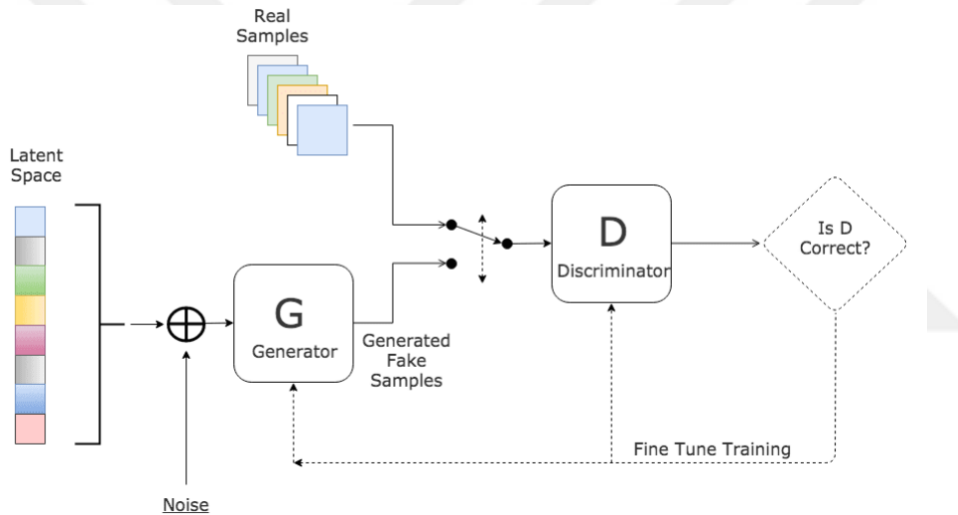 Real
Samples
Latent
Space
D
Discriminator
Is D
Correct?
G
Generator
Generated
Fake
Samples
Fine Tune Training
Noise